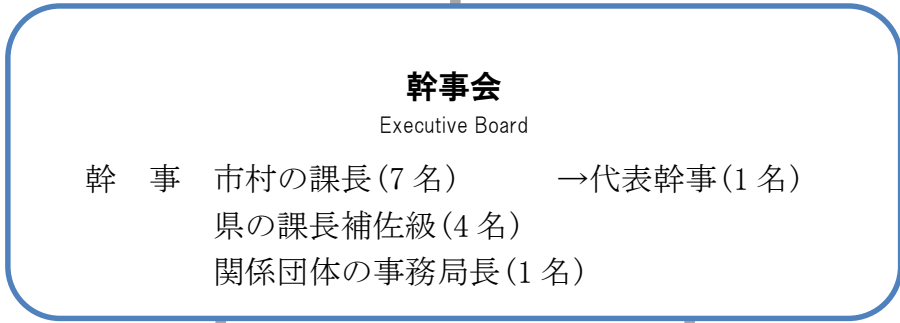 幹事会
Executive Board
幹　事　市村の課長(7 名)　　　→代表幹事(1 名)
県の課長補佐級(4 名)
関係団体の事務局長(1 名)